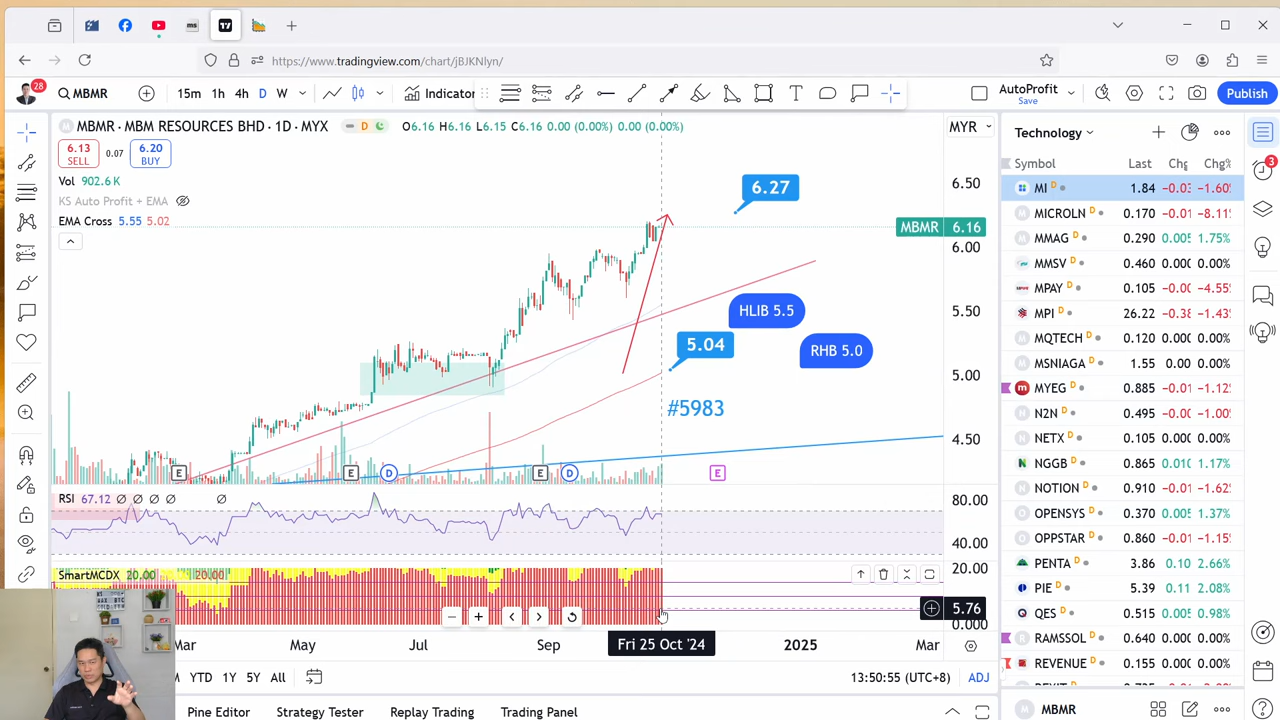 https://www.tradingview.com/chart/jBJKNlyn/
28
MBMR
15m 1h 4h D W
Indicator
AutoProfit
Save
Publish
MBMR · MBM RESOURCES BHD · 1D · MYX
D
O6.16 H6.16 L6.15 C6.16 0.00 (0.00%) 0.00 (0.00%)
MYR
6.13
SELL
0.07
6.20
BUY
Vol 902.6 K
KS Auto Profit + EMA
EMA Cross 5.55 5.02
6.27
MBMR 6.16
HLIB 5.5
5.04
RHB 5.0
#5983
6.50
6.00
5.50
5.00
4.50
E E D E D E
RSI 67.12
80.00
40.00
SmartMCDX 20.00 20.00
20.00
5.76
0.000
Mar May Jul Sep Fri 25 Oct '24 2025 Mar
YTD 1Y 5Y All
13:50:55 (UTC+8) ADJ
Pine Editor Strategy Tester Replay Trading Trading Panel
Technology
Symbol Last Chg Chg%
MI D 1.84 -0.03 -1.60%
MICROLN D 0.170 -0.01 -8.11%
MMAG D 0.290 0.005 1.75%
MMSV D 0.460 0.000 0.00%
MPAY D 0.105 0.000 -4.55%
MPI D 26.22 -0.38 -1.43%
MQTECH D 0.120 0.000 0.00%
MSNIAGA D 1.55 0.00 0.00%
MYEG D 0.885 -0.01 -1.12%
N2N D 0.495 -0.00 -1.00%
NETX D 0.105 0.000 0.00%
NGGB D 0.865 0.010 1.17%
NOTION D 0.910 -0.01 -1.62%
OPENSYS D 0.370 0.005 1.37%
OPPSTAR D 0.860 -0.01 -1.15%
PENTA D 3.86 0.10 2.66%
PIE D 5.39 0.11 2.08%
QES D 0.515 0.005 0.98%
RAMSSOL D 0.640 -0.00 0.00%
REVENUE D 0.155 0.000 0.00%
MBMR
3